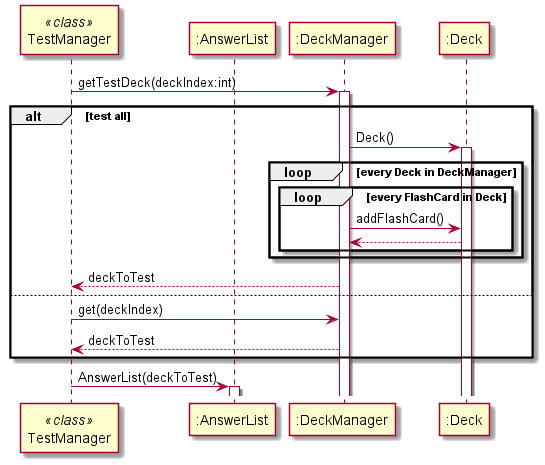 «class»
TestManager
:AnswerList
:DeckManager
:Deck
getTestDeck(deckIndex:int)
alt [test all]
Deck()
loop [every Deck in DeckManager]
loop [every FlashCard in Deck]
addFlashCard()
deckToTest
get(deckIndex)
deckToTest
AnswerList(deckToTest)
«class»
TestManager
:AnswerList
:DeckManager
:Deck